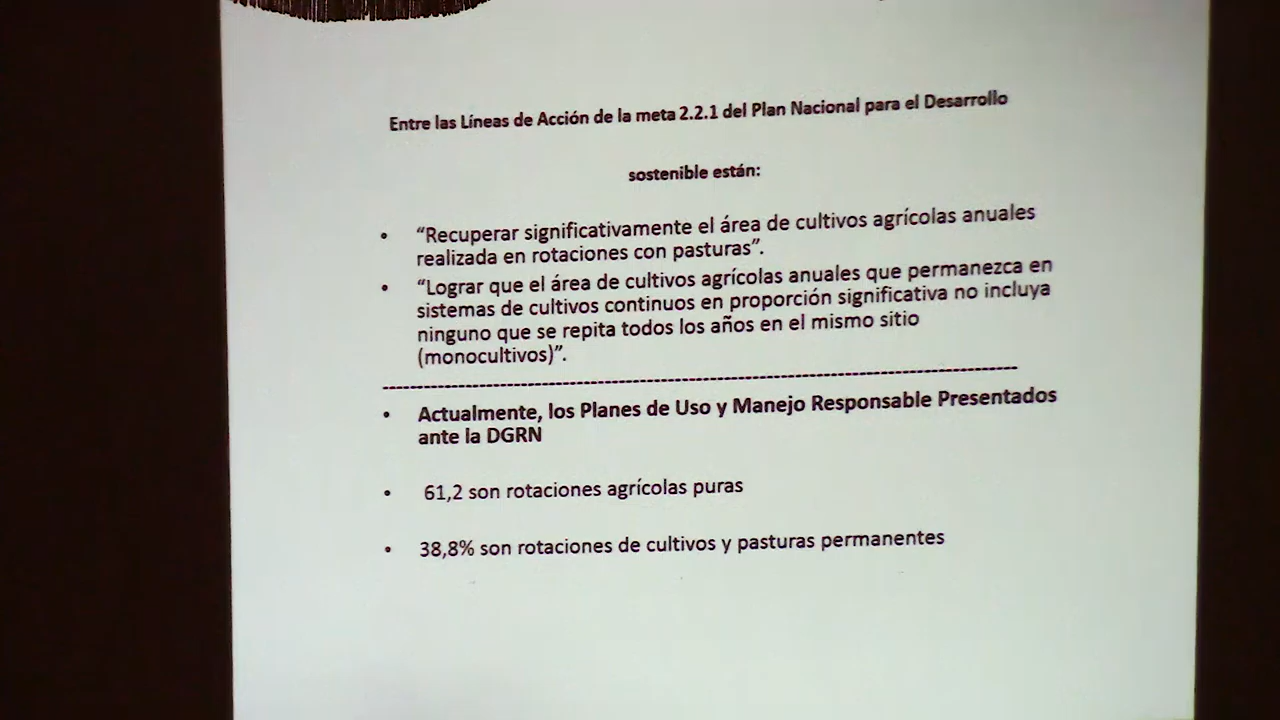 Entre las Líneas de Acción de la meta 2.2.1 del Plan Nacional para el Desarrollo
sostenible están:
• “Recuperar significativamente el área de cultivos agrícolas anuales
realizada en rotaciones con pasturas”.
• “Lograr que el área de cultivos agrícolas anuales que permanezca en
sistemas de cultivos continuos en proporción significativa no incluya
ninguno que se repita todos los años en el mismo sitio
(monocultivos)”.
--------------------------------------------------------------------------------
• Actualmente, los Planes de Uso y Manejo Responsable Presentados
ante la DGRN
• 61,2 son rotaciones agrícolas puras
• 38,8% son rotaciones de cultivos y pasturas permanentes